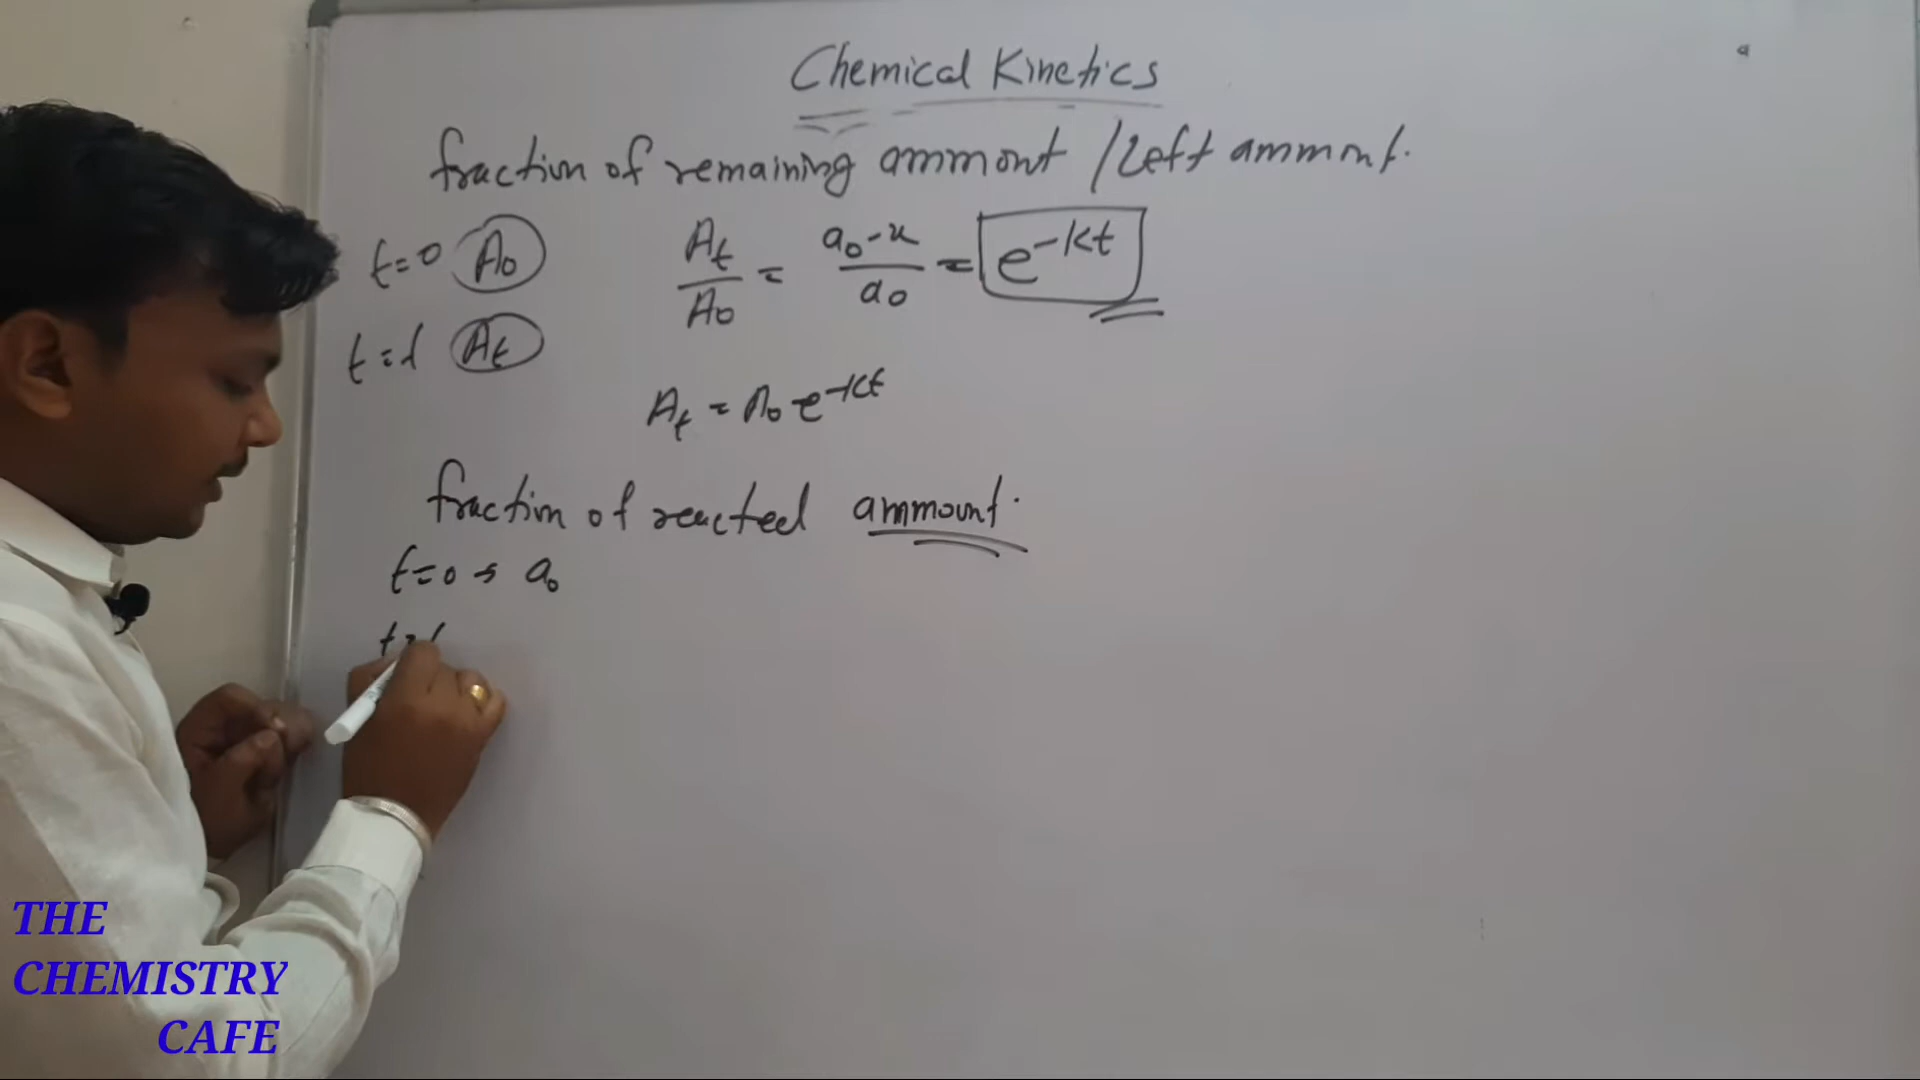 Chemical Kinetics
fraction of remaining ammont / Left ammont.
t=0 A₀
Aₜ/A₀ = a₀-x/a₀ = e^-kt
t=t Aₜ
Aₜ = A₀ e^-kt
fraction of reacted ammount.
t=0 → a₀
t=t
THE
CHEMISTRY
CAFE